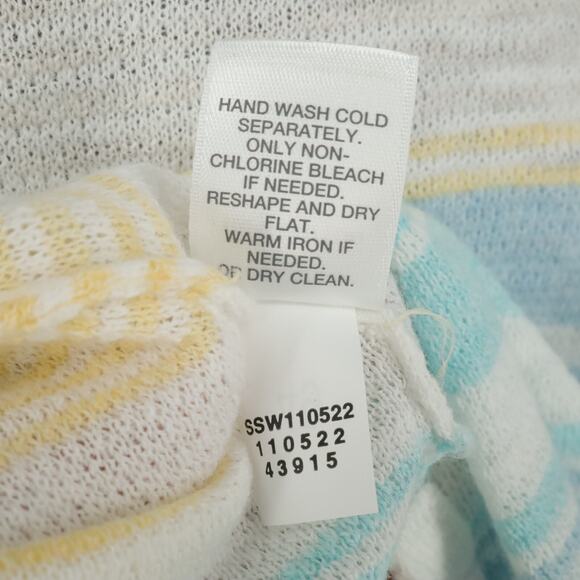 HAND WASH COLD
SEPARATELY.
ONLY NON-
CHLORINE BLEACH
IF NEEDED.
RESHAPE AND DRY
FLAT.
WARM IRON IF
NEEDED.
OR DRY CLEAN.
SSW110522
110522
43915